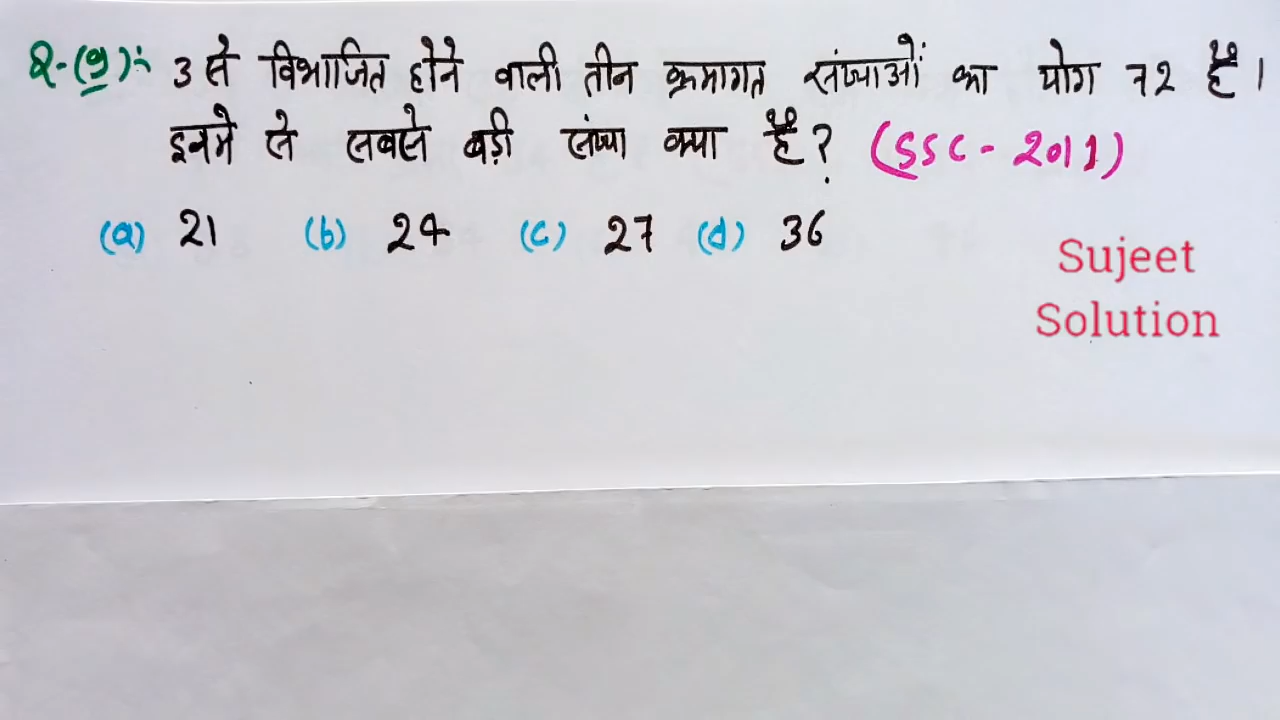 Q-(9):- 3 से विभाजित होने वाली तीन क्रमागत संख्याओं का योग 72 है।
इनमे से सबसे बड़ी संख्या क्या है? (SSC - 2011)
(a) 21 (b) 24 (c) 27 (d) 36
Sujeet
Solution